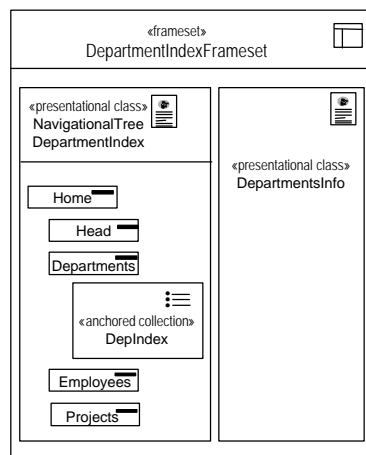 «frameset»
DepartmentIndexFrameset
«presentational class»
NavigationalTree
DepartmentIndex
Home
Head
Departments
«anchored collection»
DepIndex
Employees
Projects
«presentational class»
DepartmentsInfo